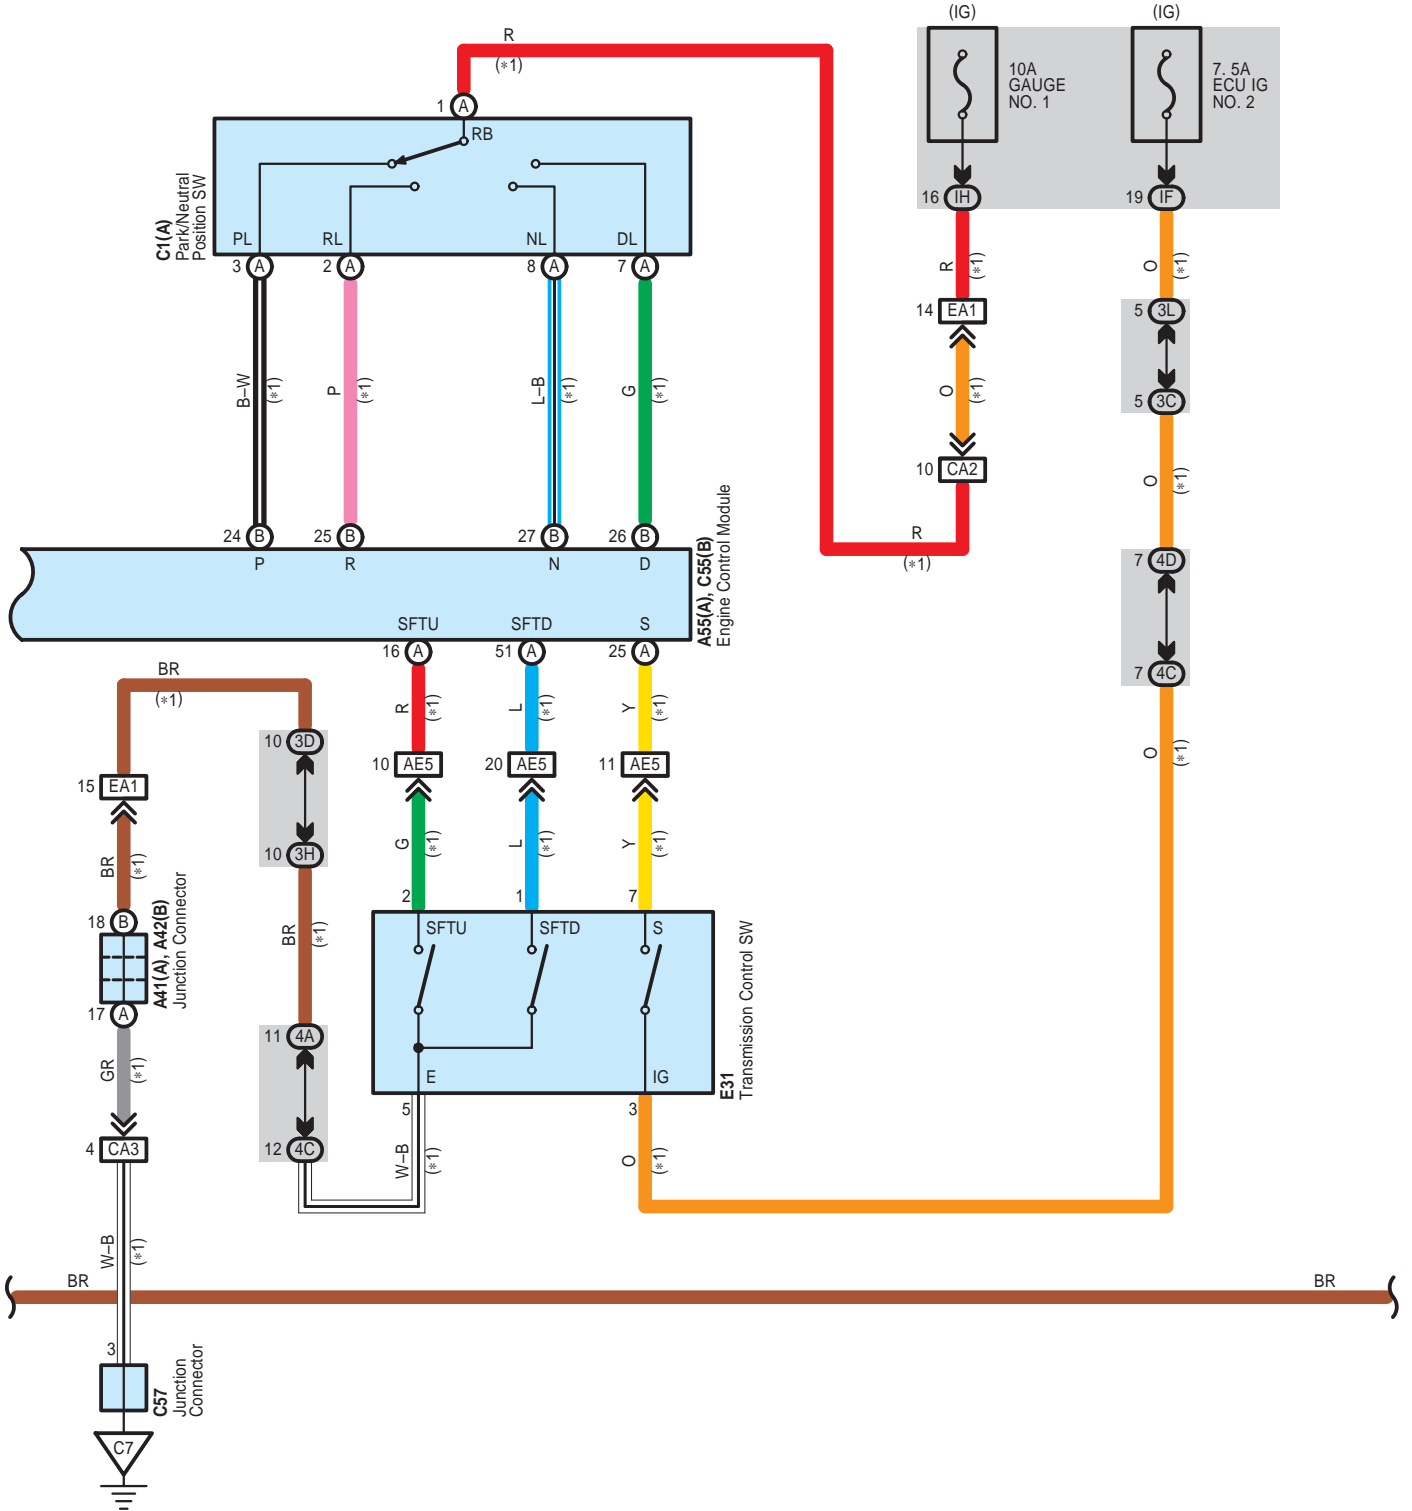 (IG)
(IG)
R
(*1)
10A
GAUGE
NO. 1
7. 5A
ECU IG
NO. 2
1 A
RB
C1(A)
Park/Neutral
Position SW
16 IH
19 IF
PL
RL
NL
DL
3 A
2 A
8 A
7 A
R
(*1)
O
(*1)
14 EA1
5 3L
B–W
(*1)
P
(*1)
L–B
(*1)
G
(*1)
O
(*1)
5 3C
10 CA2
O
(*1)
24 B
25 B
27 B
26 B
R
(*1)
P
R
N
D
A55(A), C55(B)
Engine Control Module
7 4D
SFTU
SFTD
S
16 A
51 A
25 A
7 4C
BR
(*1)
R
(*1)
L
(*1)
Y
(*1)
10 3D
O
(*1)
15 EA1
10 AE5
20 AE5
11 AE5
10 3H
BR
(*1)
G
(*1)
L
(*1)
Y
(*1)
2
1
7
18 B
A41(A), A42(B)
Junction Connector
BR
(*1)
SFTU
SFTD
S
E31
Transmission Control SW
17 A
11 4A
GR
(*1)
E
IG
5
3
4 CA3
12 4C
W–B
(*1)
O
(*1)
W–B
(*1)
BR
BR
3
C57
Junction
Connector
C7